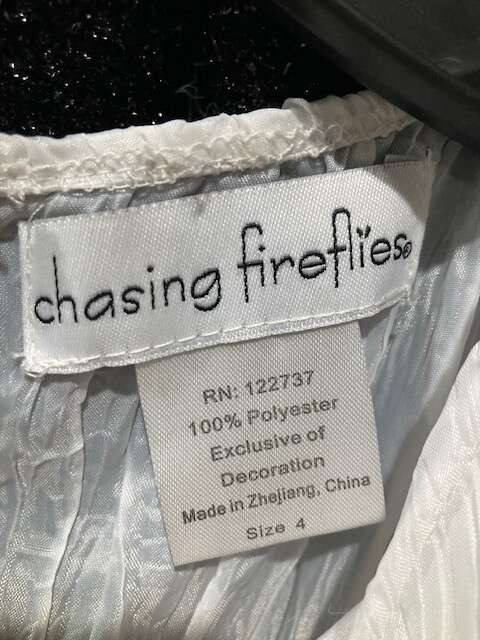 chasing fireflies®
RN: 122737
100% Polyester
Exclusive of
Decoration
Made in Zhejiang, China
Size 4